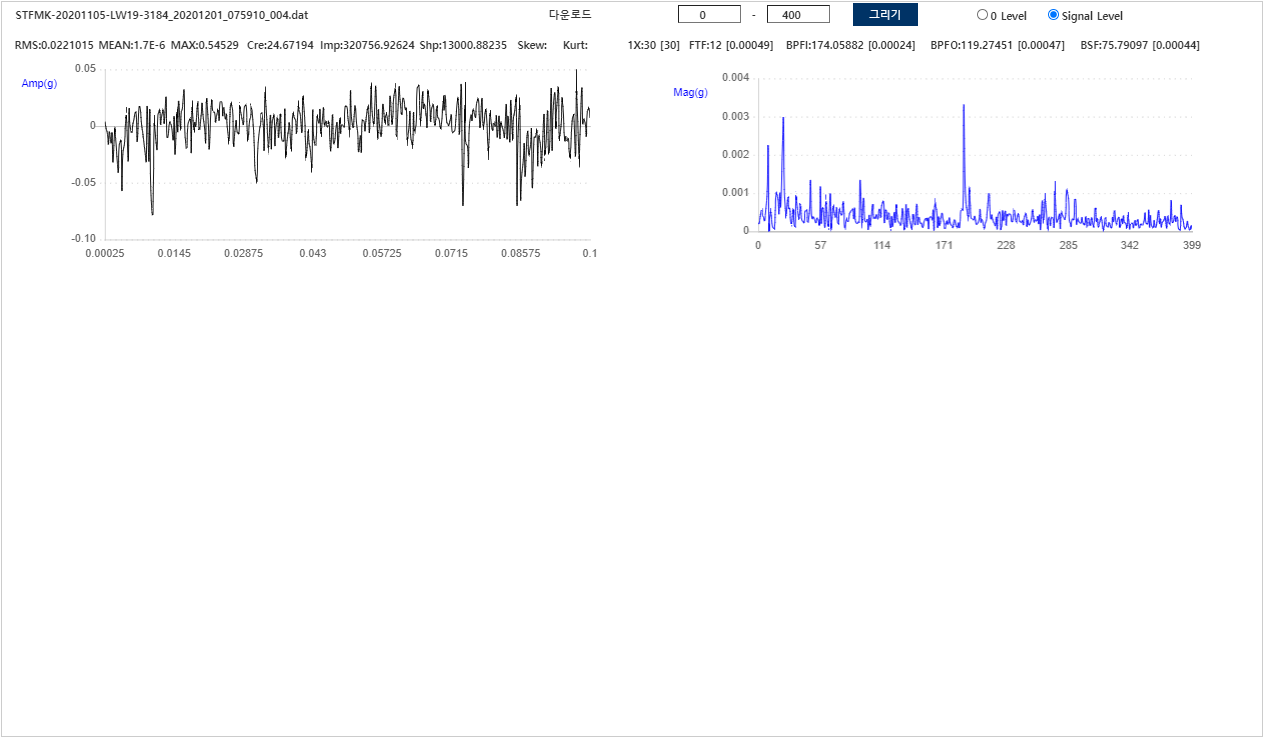 STFMK-20201105-LW19-3184_20201201_075910_004.dat 다운로드 0 - 400 그리기 0 Level Signal Level
RMS:0.0221015 MEAN:1.7E-6 MAX:0.54529 Cre:24.67194 Imp:320756.92624 Shp:13000.88235 Skew: Kurt: 1X:30 [30] FTF:12 [0.00049] BPFI:174.05882 [0.00024] BPFO:119.27451 [0.00047] BSF:75.79097 [0.00044]
Amp(g)
0.05
0
-0.05
-0.10
0.00025 0.0145 0.02875 0.043 0.05725 0.0715 0.08575 0.1
Mag(g)
0.004
0.003
0.002
0.001
0
0 57 114 171 228 285 342 399